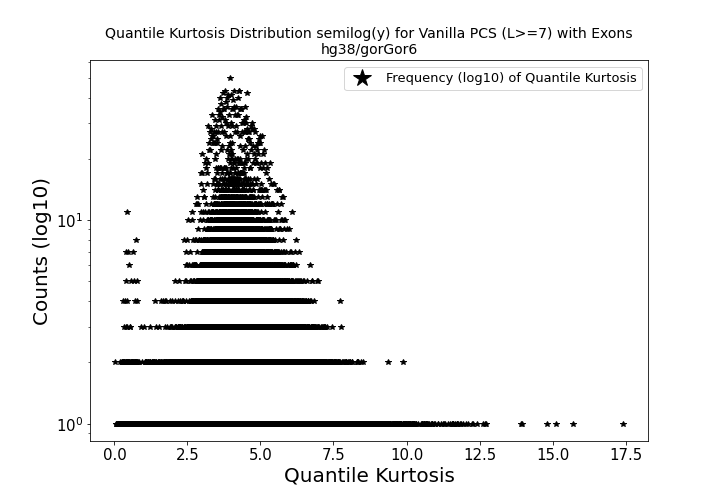 Quantile Kurtosis Distribution semilog(y) for Vanilla PCS (L>=7) with Exons
hg38/gorGor6
Frequency (log10) of Quantile Kurtosis
Counts (log10)
10¹
10⁰
0.0 2.5 5.0 7.5 10.0 12.5 15.0 17.5
Quantile Kurtosis